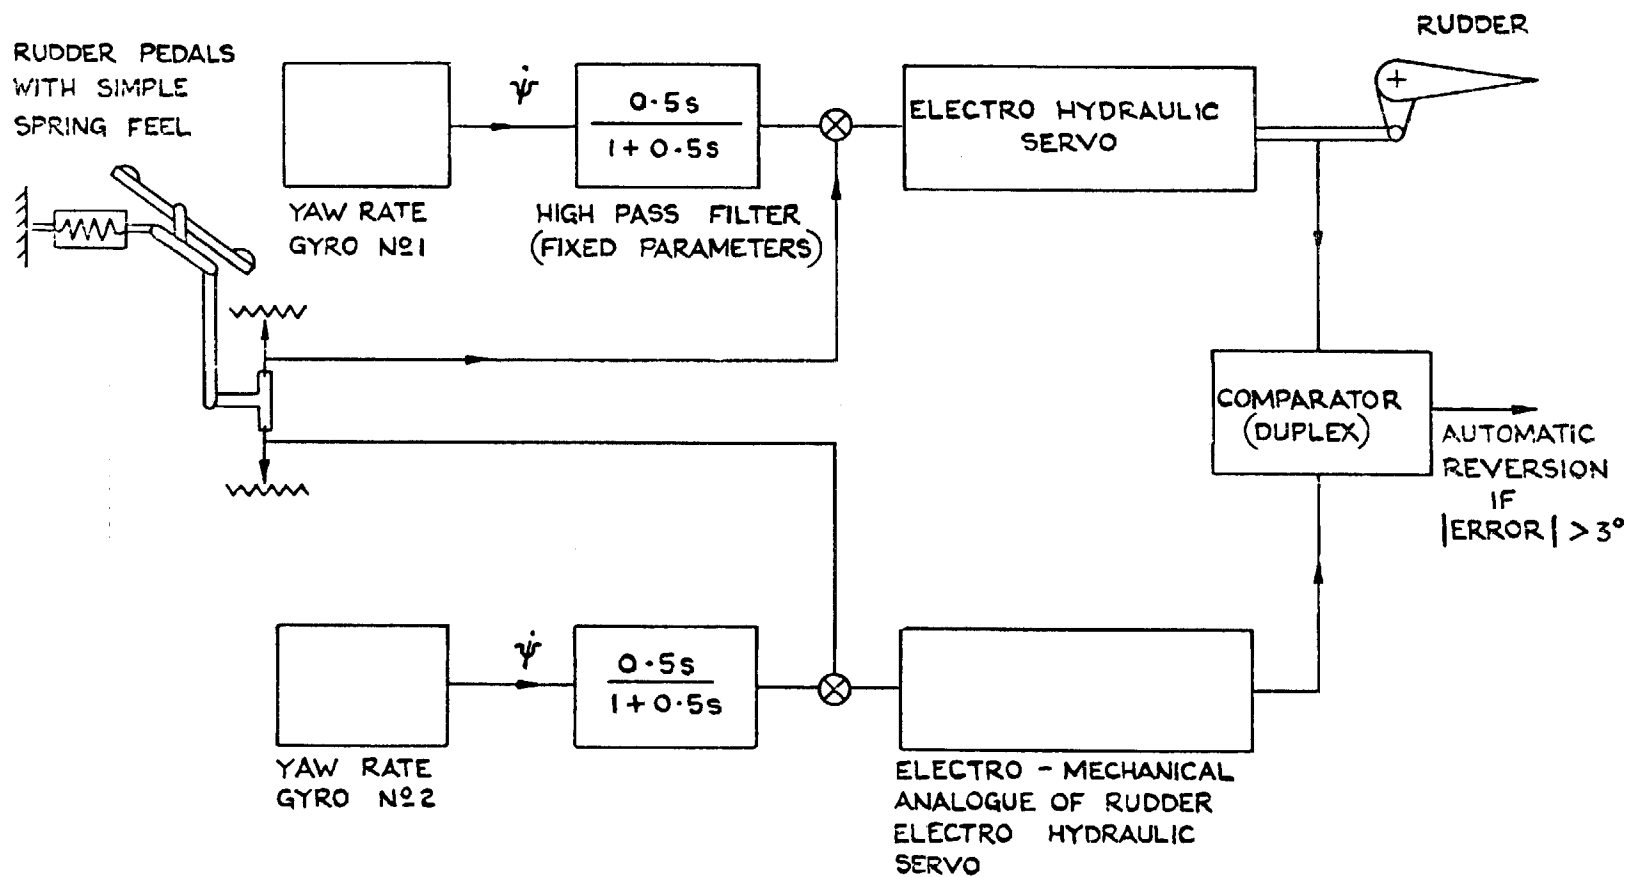 RUDDER PEDALS
WITH SIMPLE
SPRING FEEL
ψ̇
0.5s
1+0.5s
ELECTRO HYDRAULIC
SERVO
RUDDER
YAW RATE
GYRO Nº1
HIGH PASS FILTER
(FIXED PARAMETERS)
COMPARATOR
(DUPLEX)
AUTOMATIC
REVERSION
IF
|ERROR| > 3°
ψ̇
0.5s
1+0.5s
YAW RATE
GYRO Nº2
ELECTRO - MECHANICAL
ANALOGUE OF RUDDER
ELECTRO HYDRAULIC
SERVO